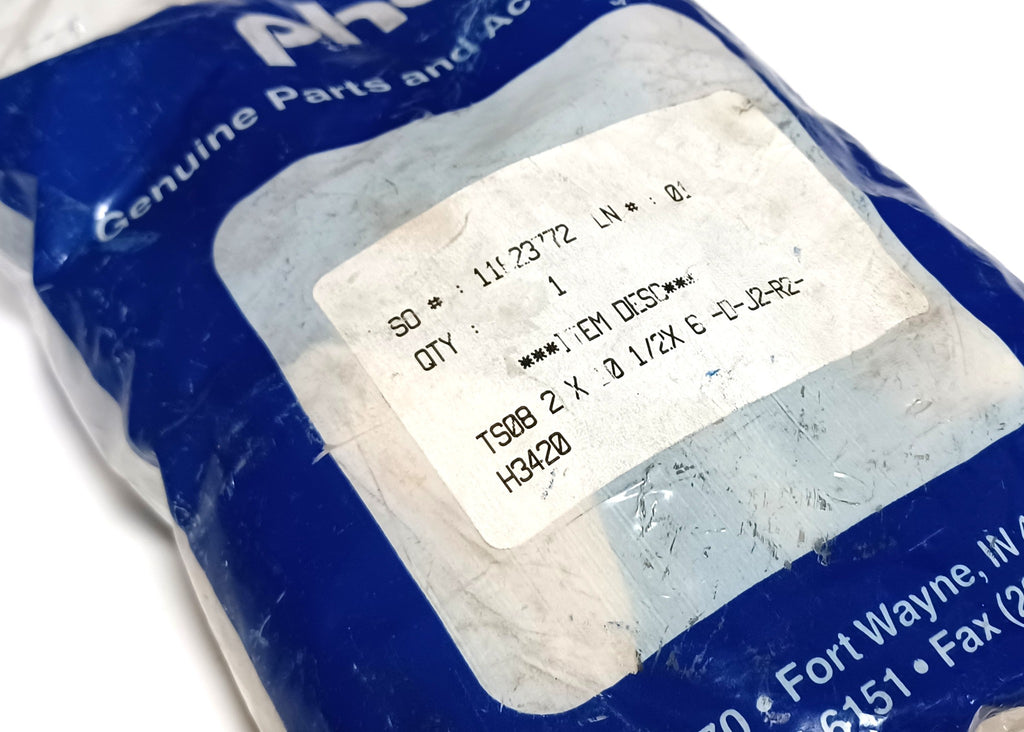 Genuine Parts and Ac
SO # : LN # : 01
QTY : 1
***ITEM DESC***
TS08 2 X 10 1/2X 6 -D-J2-R2-
H3420
70 • Fort Wayne, IN
6151 • Fax (2